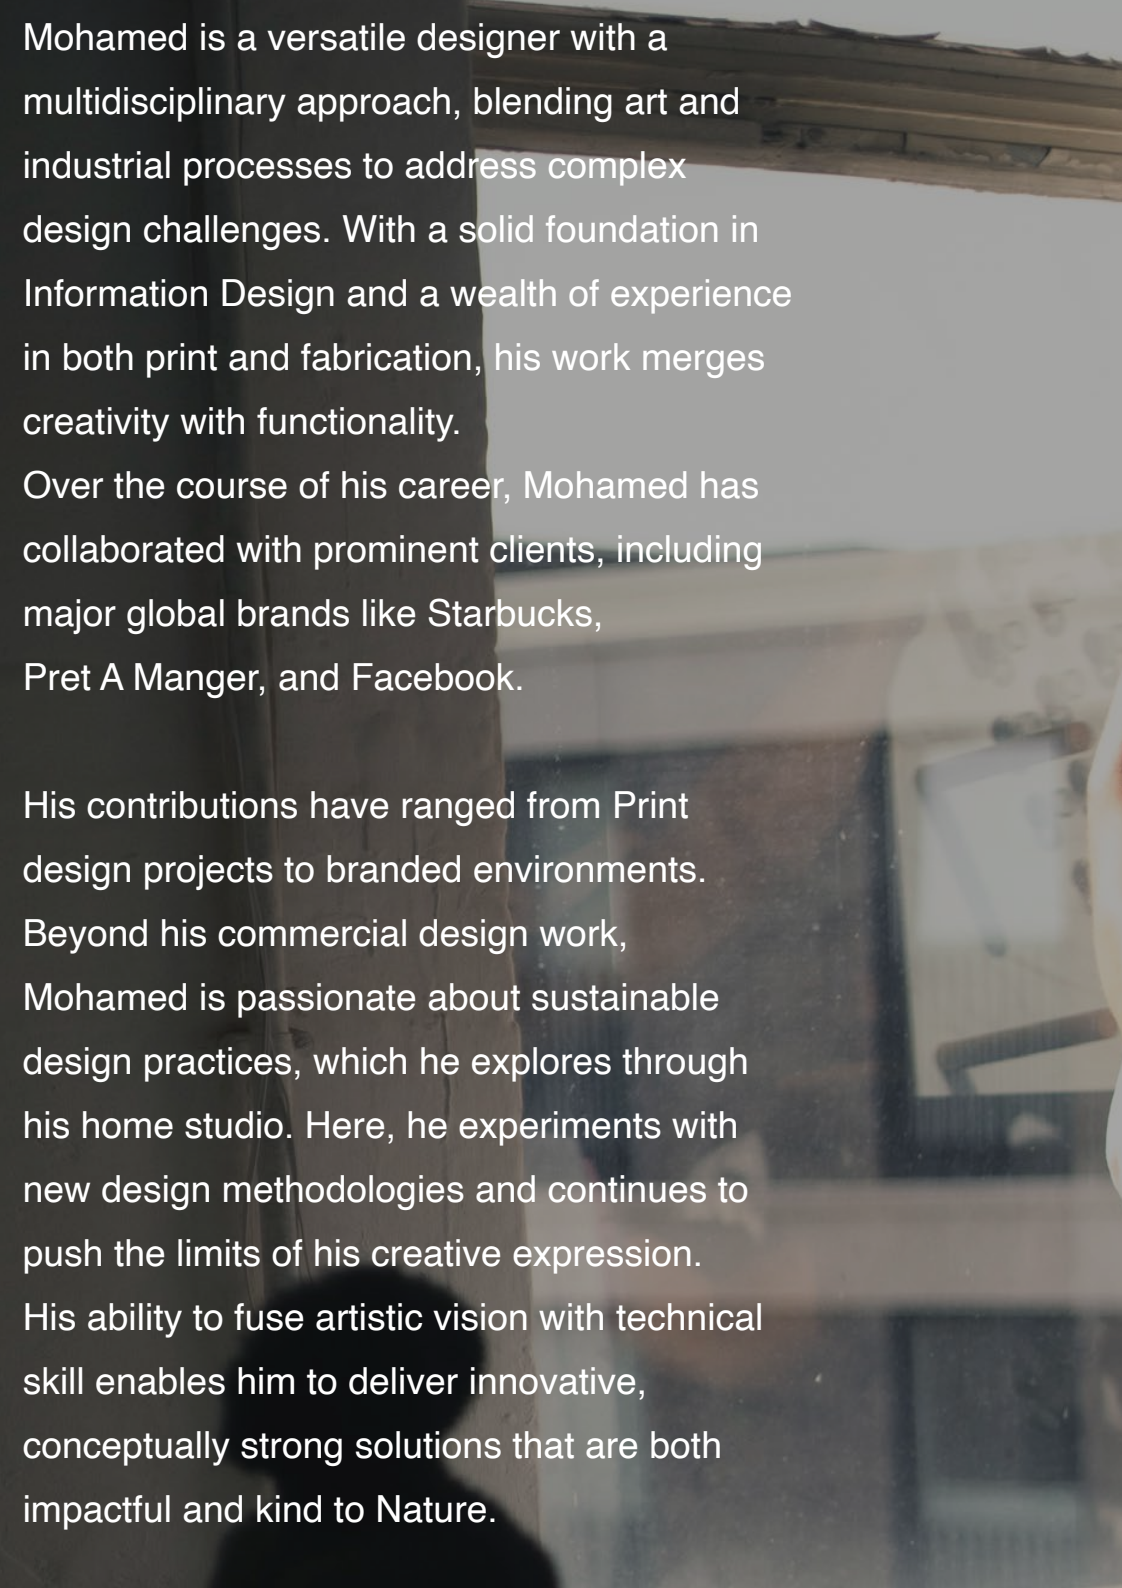 Mohamed is a versatile designer with a
multidisciplinary approach, blending art and
industrial processes to address complex
design challenges. With a solid foundation in
Information Design and a wealth of experience
in both print and fabrication, his work merges
creativity with functionality.
Over the course of his career, Mohamed has
collaborated with prominent clients, including
major global brands like Starbucks,
Pret A Manger, and Facebook.
His contributions have ranged from Print
design projects to branded environments.
Beyond his commercial design work,
Mohamed is passionate about sustainable
design practices, which he explores through
his home studio. Here, he experiments with
new design methodologies and continues to
push the limits of his creative expression.
His ability to fuse artistic vision with technical
skill enables him to deliver innovative,
conceptually strong solutions that are both
impactful and kind to Nature.